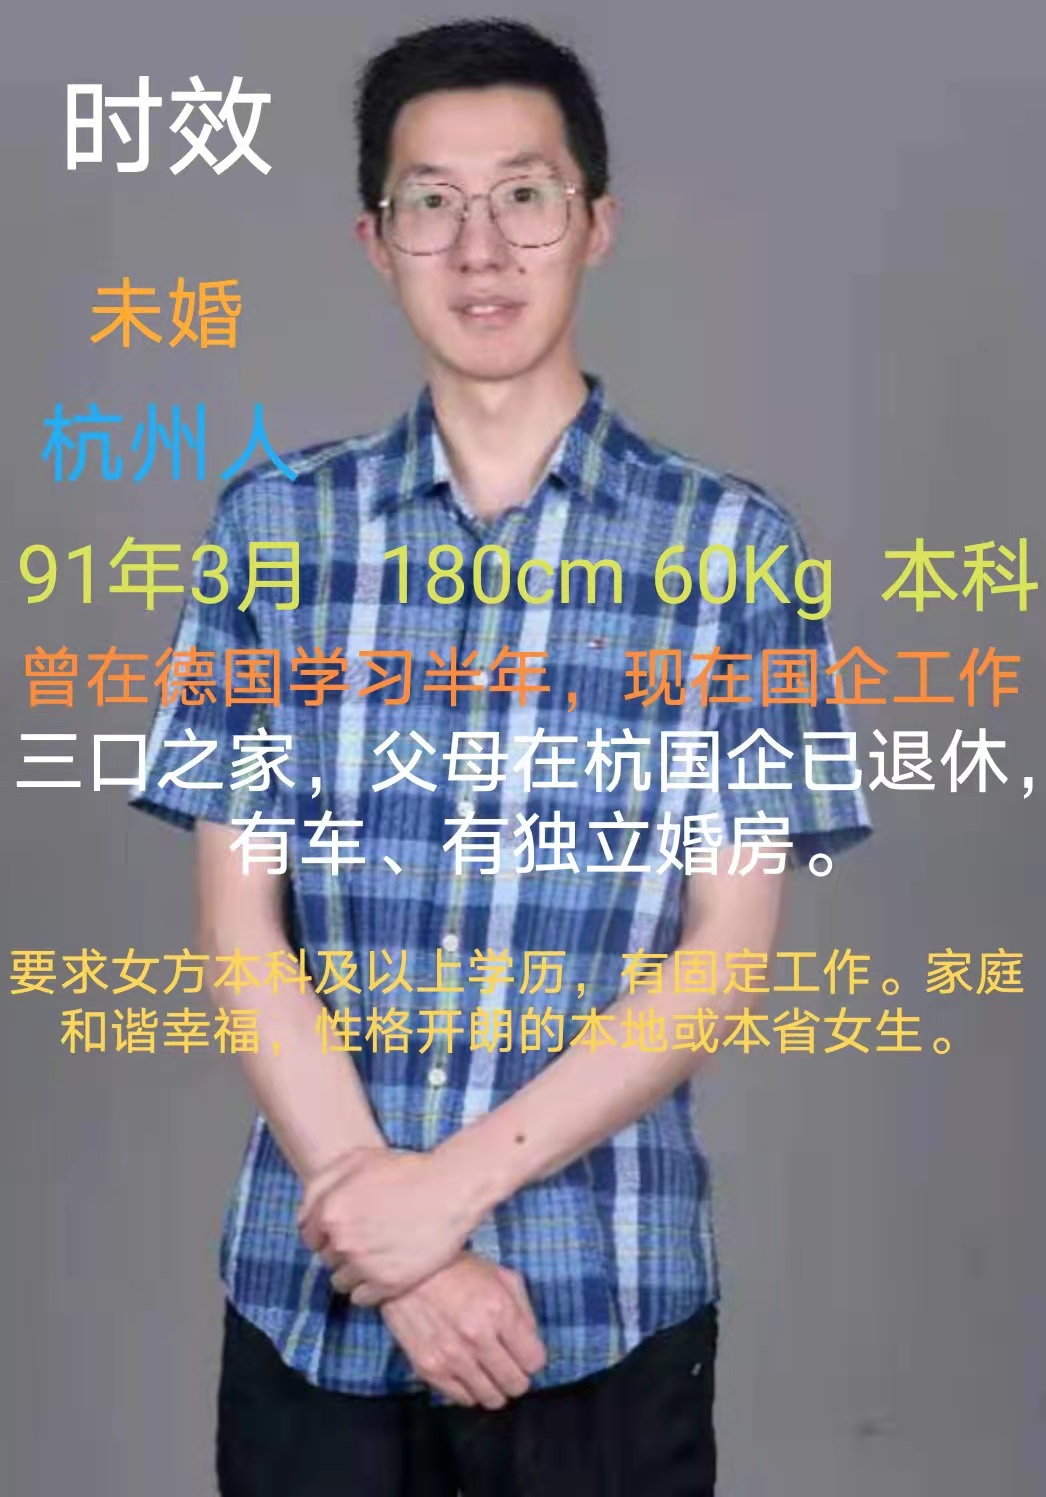 时效
未婚
杭州人
91年3月 180cm 60Kg 本科
曾在德国学习半年，现在国企工作
三口之家，父母在杭国企已退休，
有车、有独立婚房。
要求女方本科及以上学历，有固定工作。家庭
和谐幸福，性格开朗的本地或本省女生。